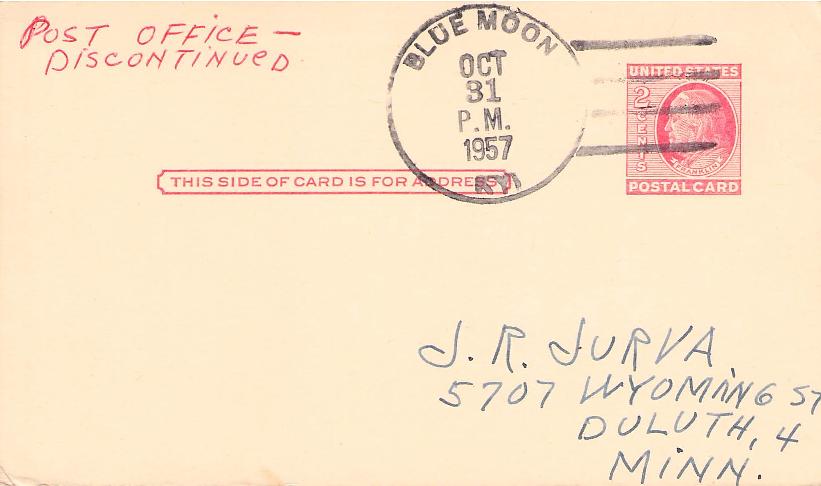 POST OFFICE —
DISCONTINUED
BLUE MOON
OCT
31
P.M.
1957
KY
UNITED STATES
2 CENTS
FRANKLIN
POSTAL CARD
THIS SIDE OF CARD IS FOR ADDRESS
J. R. JURVA
5707 WYOMING ST
DULUTH, 4
MINN.